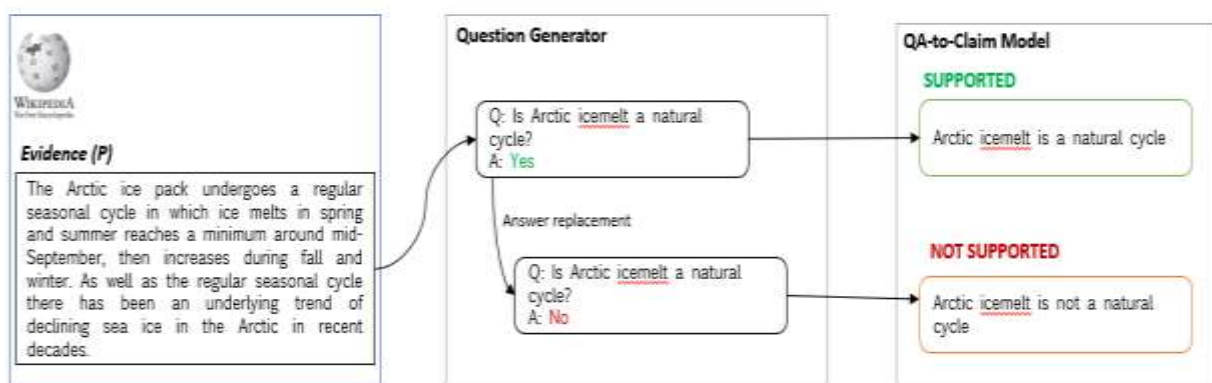 WIKIPEDIA
The Free Encyclopedia
Evidence (P)
The Arctic ice pack undergoes a regular
seasonal cycle in which ice melts in spring
and summer reaches a minimum around mid-
September, then increases during fall and
winter. As well as the regular seasonal cycle
there has been an underlying trend of
declining sea ice in the Arctic in recent
decades.
Question Generator
Q: Is Arctic icemelt a natural
cycle?
A: Yes
Answer replacement
Q: Is Arctic icemelt a natural
cycle?
A: No
QA-to-Claim Model
SUPPORTED
Arctic icemelt is a natural cycle
NOT SUPPORTED
Arctic icemelt is not a natural
cycle